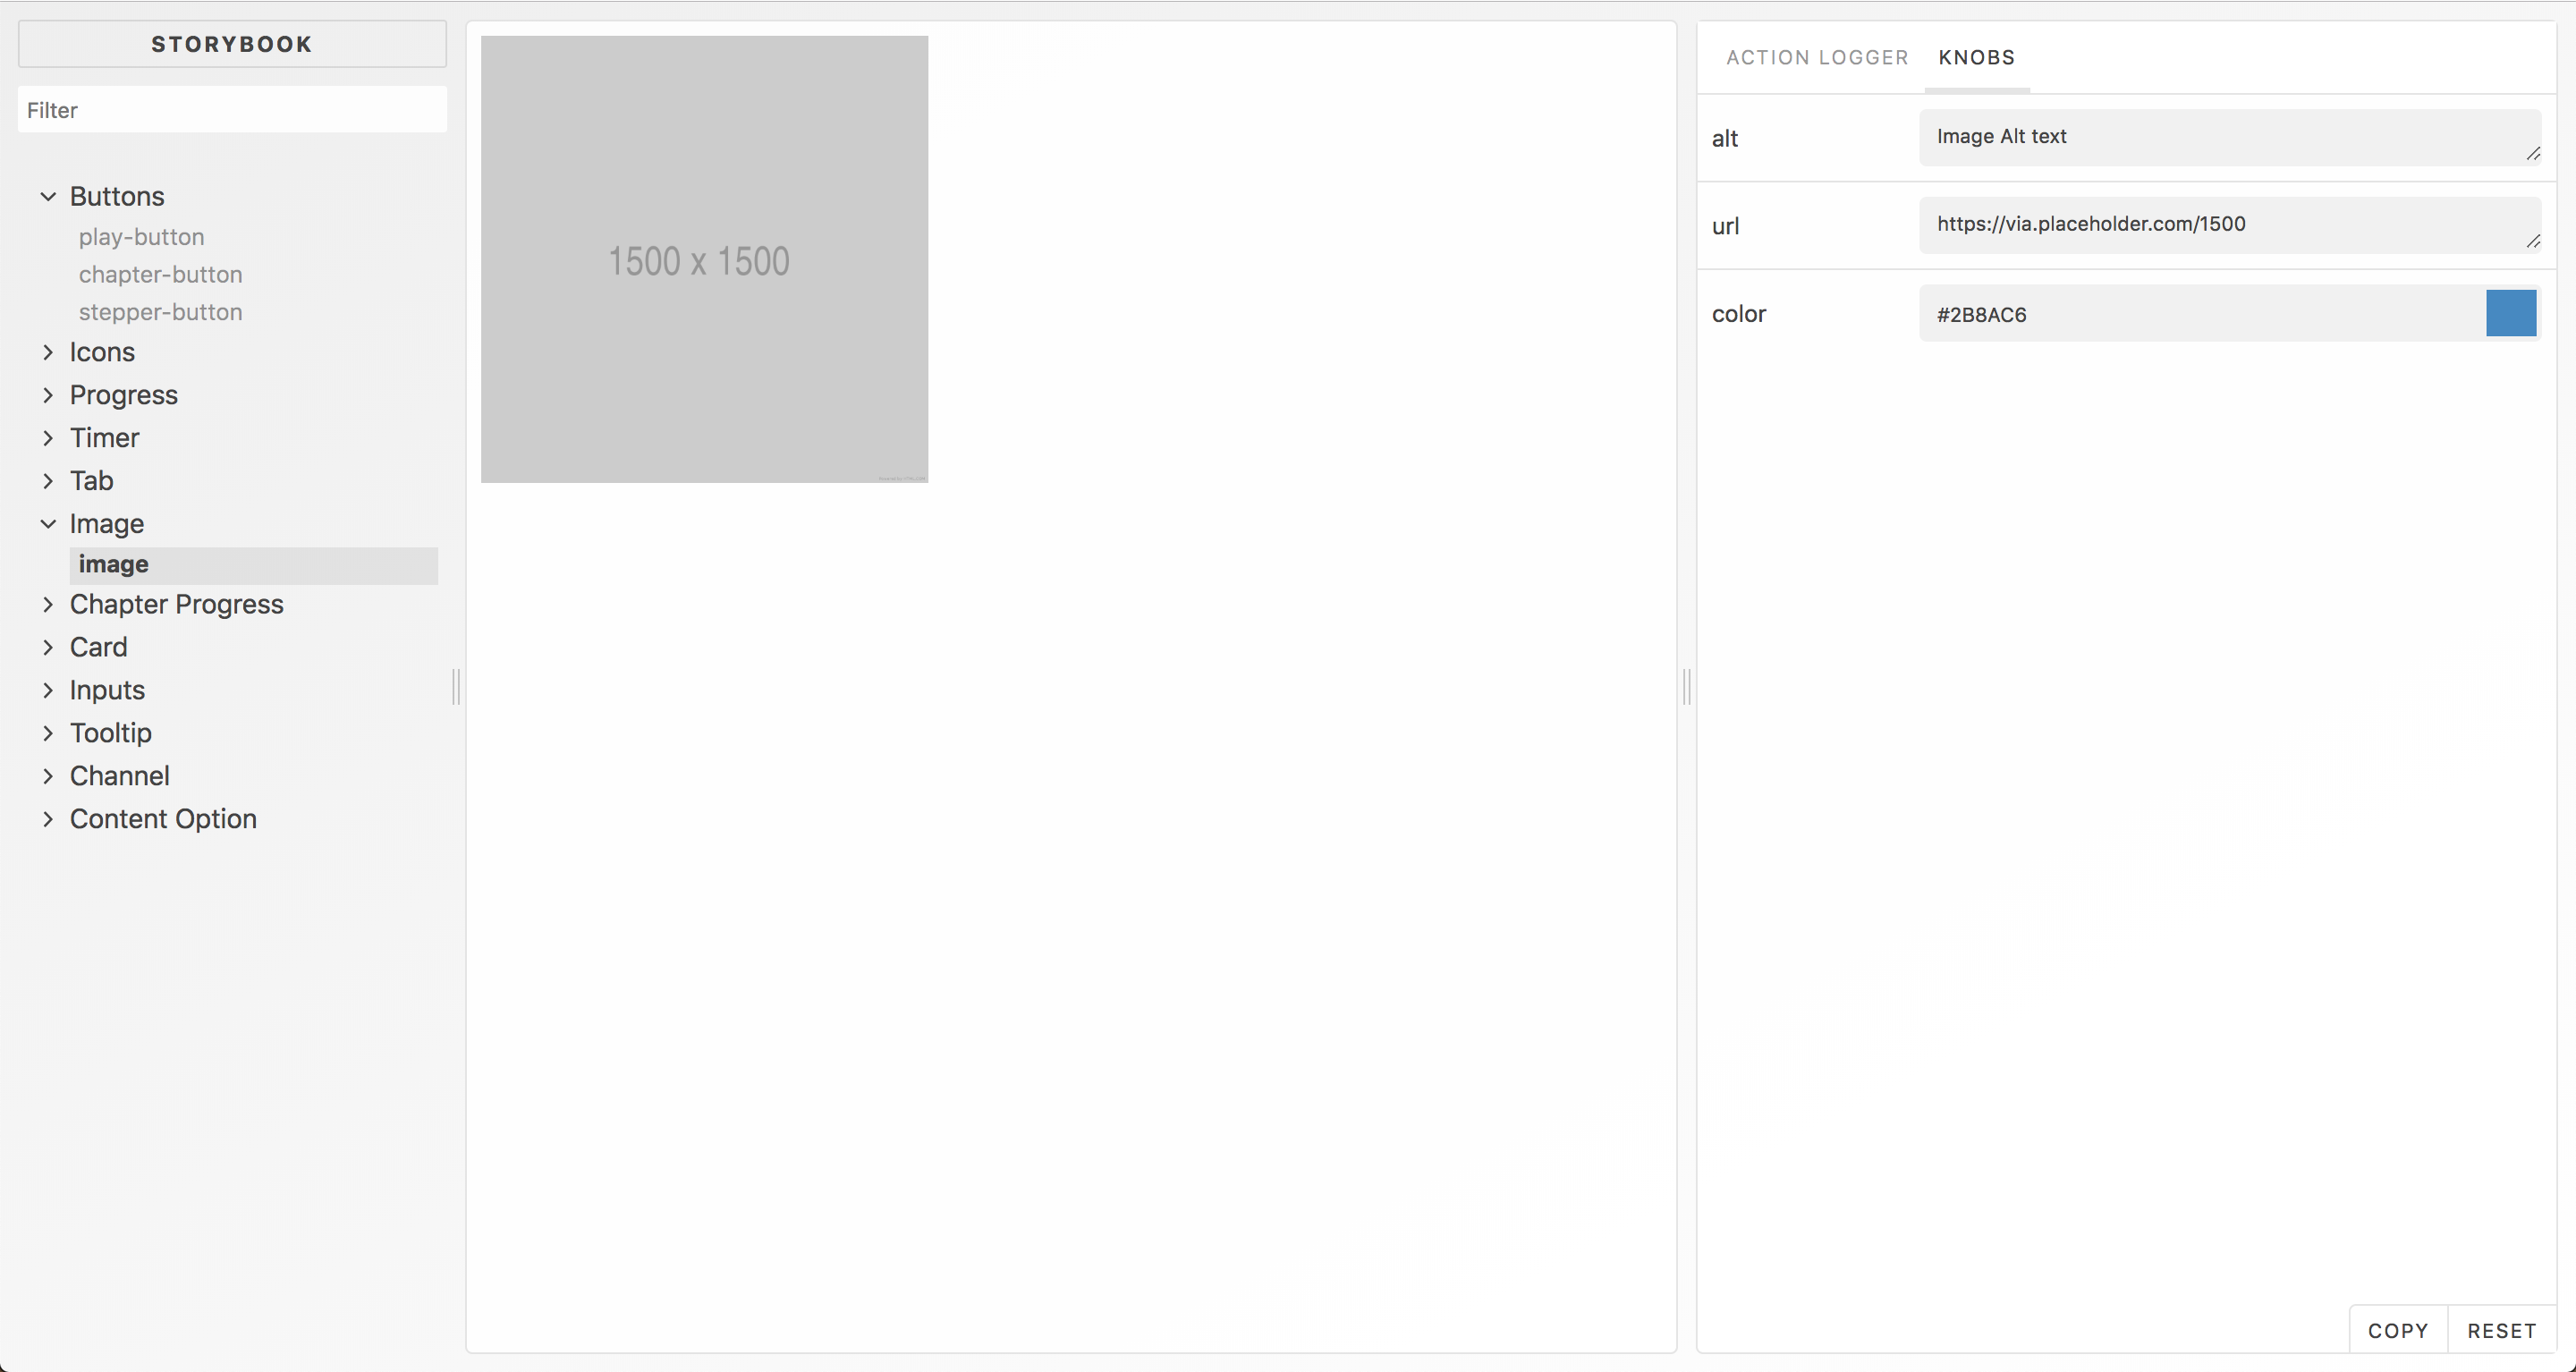 STORYBOOK
Filter
Buttons
play-button
chapter-button
stepper-button
Icons
Progress
Timer
Tab
Image
image
Chapter Progress
Card
Inputs
Tooltip
Channel
Content Option
1500 x 1500
ACTION LOGGER KNOBS
alt Image Alt text
url https://via.placeholder.com/1500
color #2B8AC6
COPY RESET